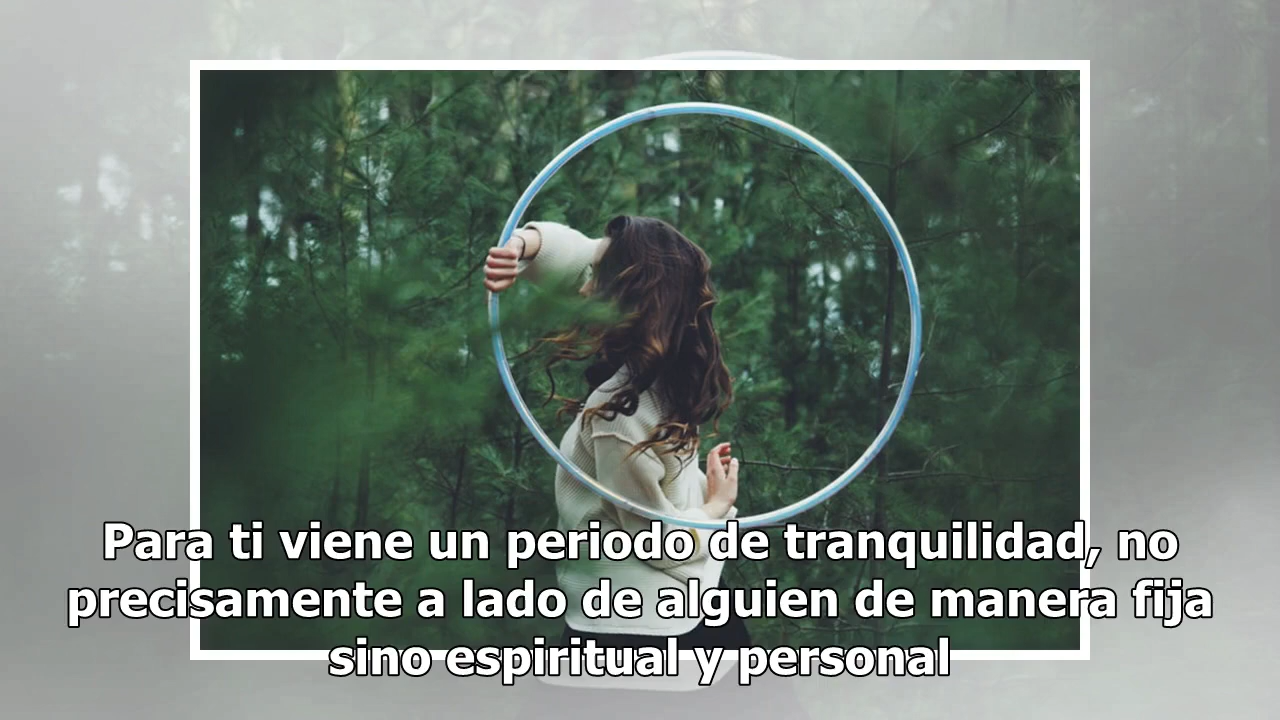 Para ti viene un periodo de tranquilidad, no
precisamente a lado de alguien de manera fija
sino espiritual y personal